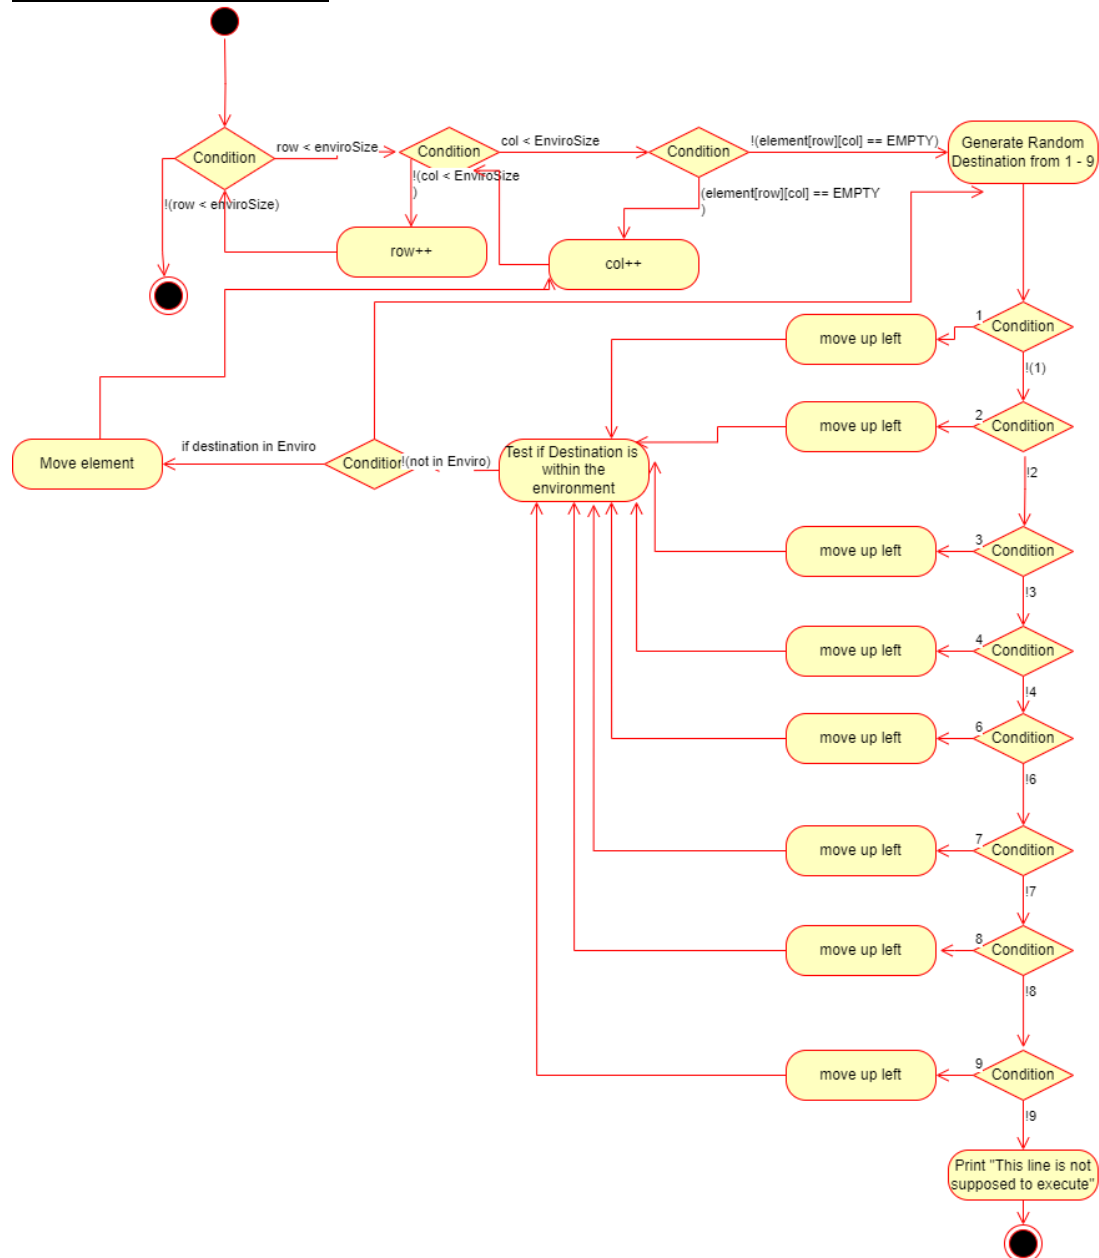 Condition
row < enviroSize
Condition
col < EnviroSize
Condition
!(element[row][col] == EMPTY)
Generate Random
Destination from 1 - 9
!(row < enviroSize)
!(col < EnviroSize
)
(element[row][col] == EMPTY
)
row++
col++
1
Condition
move up left
!(1)
2
Condition
move up left
if destination in Enviro
Move element
Condition
!(not in Enviro)
Test if Destination is
within the
environment
!2
3
Condition
move up left
!3
4
Condition
move up left
!4
6
Condition
move up left
!6
7
Condition
move up left
!7
8
Condition
move up left
!8
9
Condition
move up left
!9
Print "This line is not
supposed to execute"